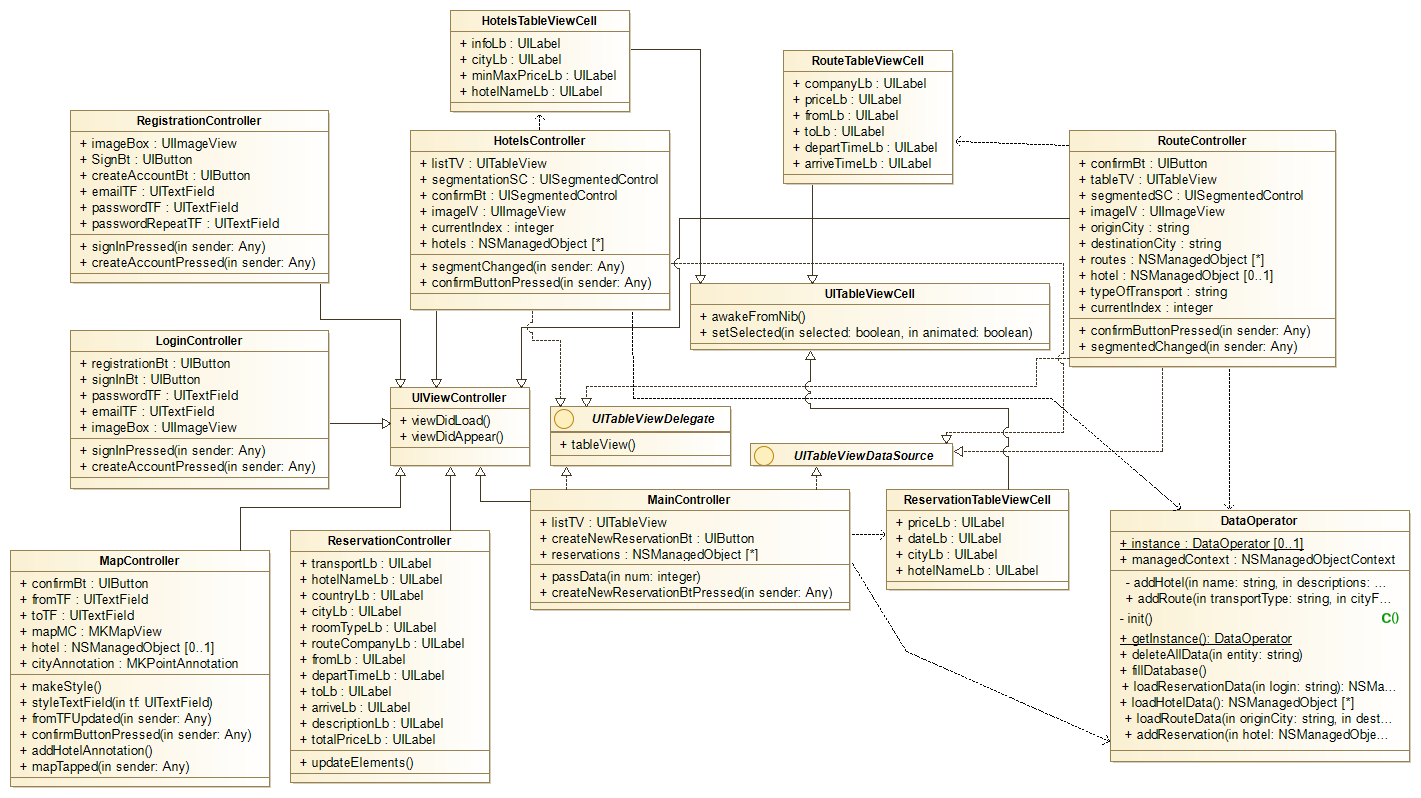 HotelsTableViewCell
+ infoLb : UILabel
+ cityLb : UILabel
+ minMaxPriceLb : UILabel
+ hotelNameLb : UILabel
RouteTableViewCell
+ companyLb : UILabel
+ priceLb : UILabel
+ fromLb : UILabel
+ toLb : UILabel
+ departTimeLb : UILabel
+ arriveTimeLb : UILabel
RegistrationController
+ imageBox : UIImageView
+ SignBt : UIButton
+ createAccountBt : UIButton
+ emailTF : UITextField
+ passwordTF : UITextField
+ passwordRepeatTF : UITextField
+ signInPressed(in sender: Any)
+ createAccountPressed(in sender: Any)
HotelsController
+ listTV : UITableView
+ segmentationSC : UISegmentedControl
+ confirmBt : UISegmentedControl
+ imageIV : UIImageView
+ currentIndex : integer
+ hotels : NSManagedObject [*]
+ segmentChanged(in sender: Any)
+ confirmButtonPressed(in sender: Any)
RouteController
+ confirmBt : UIButton
+ tableTV : UITableView
+ segmentedSC : UISegmentedControl
+ imageIV : UIImageView
+ originCity : string
+ destinationCity : string
+ routes : NSManagedObject [*]
+ hotel : NSManagedObject [0..1]
+ typeOfTransport : string
+ currentIndex : integer
+ confirmButtonPressed(in sender: Any)
+ segmentedChanged(in sender: Any)
UITableViewCell
+ awakeFromNib()
+ setSelected(in selected: boolean, in animated: boolean)
LoginController
+ registrationBt : UIButton
+ signInBt : UIButton
+ passwordTF : UITextField
+ emailTF : UITextField
+ imageBox : UIImageView
+ signInPressed(in sender: Any)
+ createAccountPressed(in sender: Any)
UIViewController
+ viewDidLoad()
+ viewDidAppear()
UITableViewDelegate
+ tableView()
UITableViewDataSource
MainController
+ listTV : UITableView
+ createNewReservationBt : UIButton
+ reservations : NSManagedObject [*]
+ passData(in num: integer)
+ createNewReservationBtPressed(in sender: Any)
ReservationTableViewCell
+ priceLb : UILabel
+ dateLb : UILabel
+ cityLb : UILabel
+ hotelNameLb : UILabel
DataOperator
+ instance : DataOperator [0..1]
+ managedContext : NSManagedObjectContext
- addHotel(in name: string, in descriptions: ...
+ addRoute(in transportType: string, in cityF...
- init() C()
+ getInstance(): DataOperator
+ deleteAllData(in entity: string)
+ fillDatabase()
+ loadReservationData(in login: string): NSMa...
+ loadHotelData(): NSManagedObject [*]
+ loadRouteData(in originCity: string, in dest...
+ addReservation(in hotel: NSManagedObje...
ReservationController
+ transportLb : UILabel
+ hotelNameLb : UILabel
+ countryLb : UILabel
+ cityLb : UILabel
+ roomTypeLb : UILabel
+ routeCompanyLb : UILabel
+ fromLb : UILabel
+ departTimeLb : UILabel
+ toLb : UILabel
+ arriveLb : UILabel
+ descriptionLb : UILabel
+ totalPriceLb : UILabel
+ updateElements()
MapController
+ confirmBt : UIButton
+ fromTF : UITextField
+ toTF : UITextField
+ mapMC : MKMapView
+ hotel : NSManagedObject [0..1]
+ cityAnnotation : MKPointAnnotation
+ makeStyle()
+ styleTextField(in tf: UITextField)
+ fromTFUpdated(in sender: Any)
+ confirmButtonPressed(in sender: Any)
+ addHotelAnnotation()
+ mapTapped(in sender: Any)